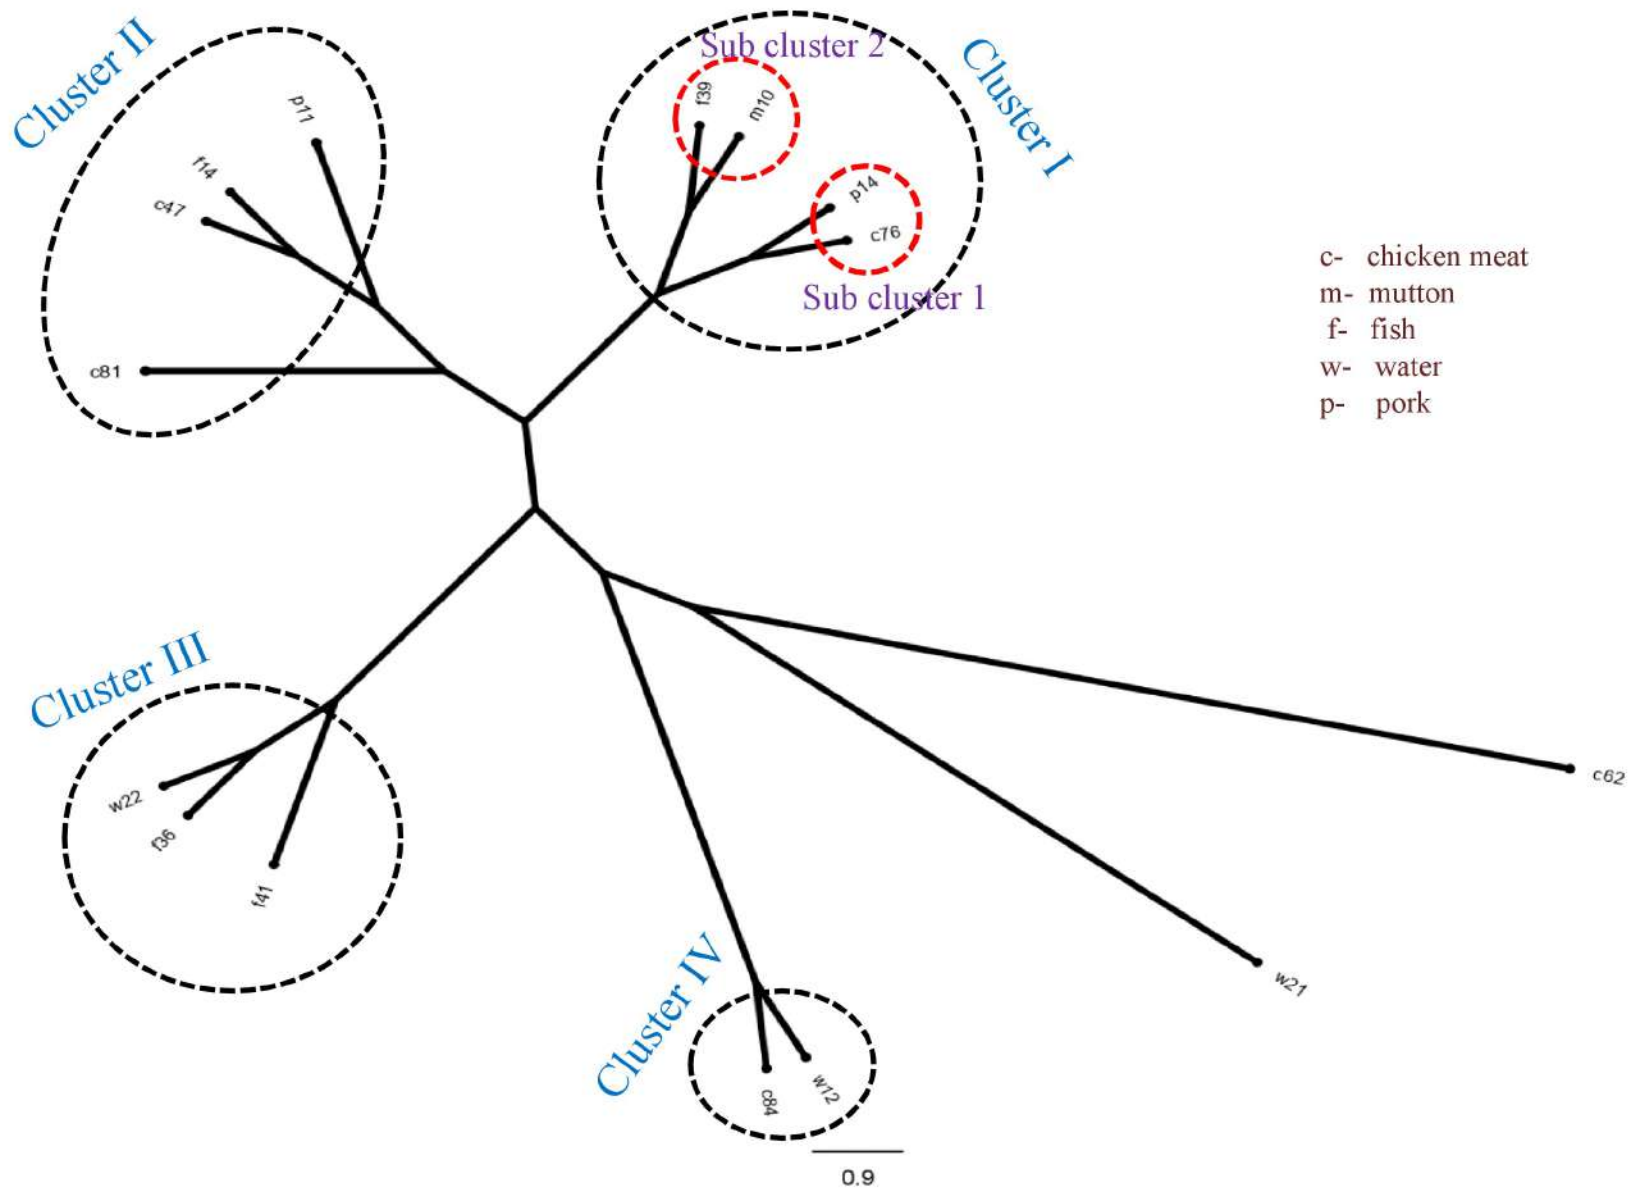 Cluster II
Sub cluster 2
Cluster I
f39
m10
p11
f14
c47
p14
c76
c- chicken meat
m- mutton
f- fish
w- water
p- pork
Sub cluster 1
c81
Cluster III
w22
f36
f41
c62
w21
Cluster IV
c84
w12
0.9